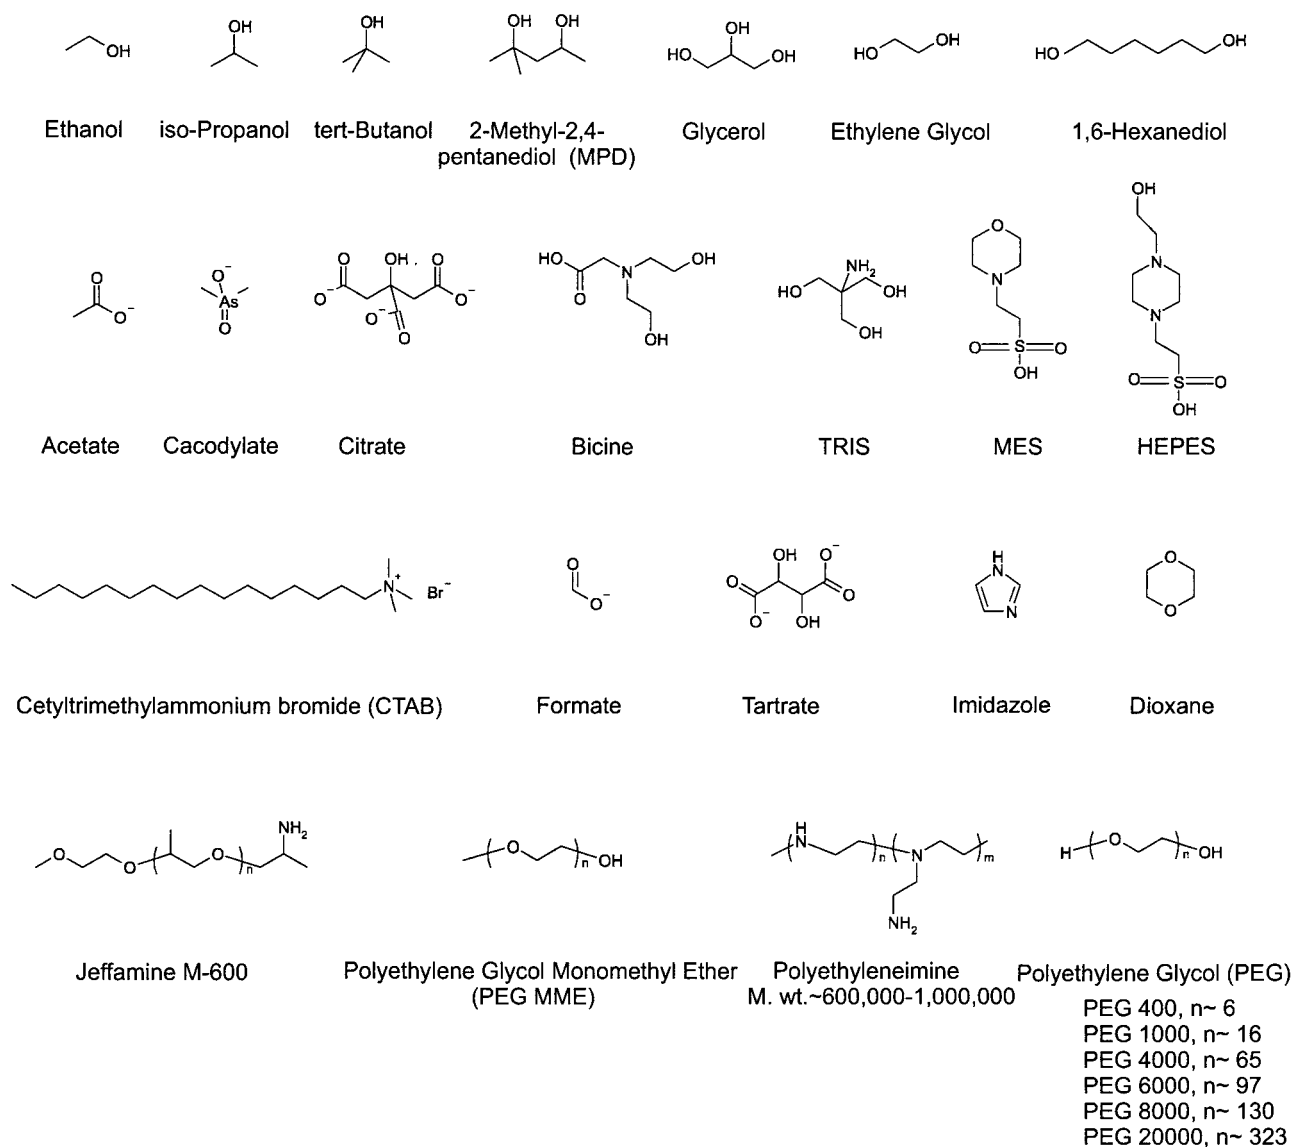 OH
OH
OH OH
OH
OH
HO OH
OH
HO
HO OH
Ethanol iso-Propanol tert-Butanol 2-Methyl-2,4- Glycerol Ethylene Glycol 1,6-Hexanediol
pentanediol (MPD)
OH
O
O⁻
As
O
O
O⁻
O OH O
O⁻ O⁻
O⁻
O
HO
O
N
OH
OH
NH₂
HO OH
OH
O
N
O S O
OH
N
N
O S O
OH
Acetate Cacodylate Citrate Bicine TRIS MES HEPES
N⁺ Br⁻
O
O⁻
OH O⁻
O O
O⁻ OH
H
N
N
O
O
Cetyltrimethylammonium bromide (CTAB) Formate Tartrate Imidazole Dioxane
NH₂
O O ( O )n
( O )n OH
H
N
( )n ( N )m
NH₂
H ( O )n OH
Jeffamine M-600 Polyethylene Glycol Monomethyl Ether Polyethyleneimine Polyethylene Glycol (PEG)
(PEG MME) M. wt.~600,000-1,000,000
PEG 400, n~ 6
PEG 1000, n~ 16
PEG 4000, n~ 65
PEG 6000, n~ 97
PEG 8000, n~ 130
PEG 20000, n~ 323